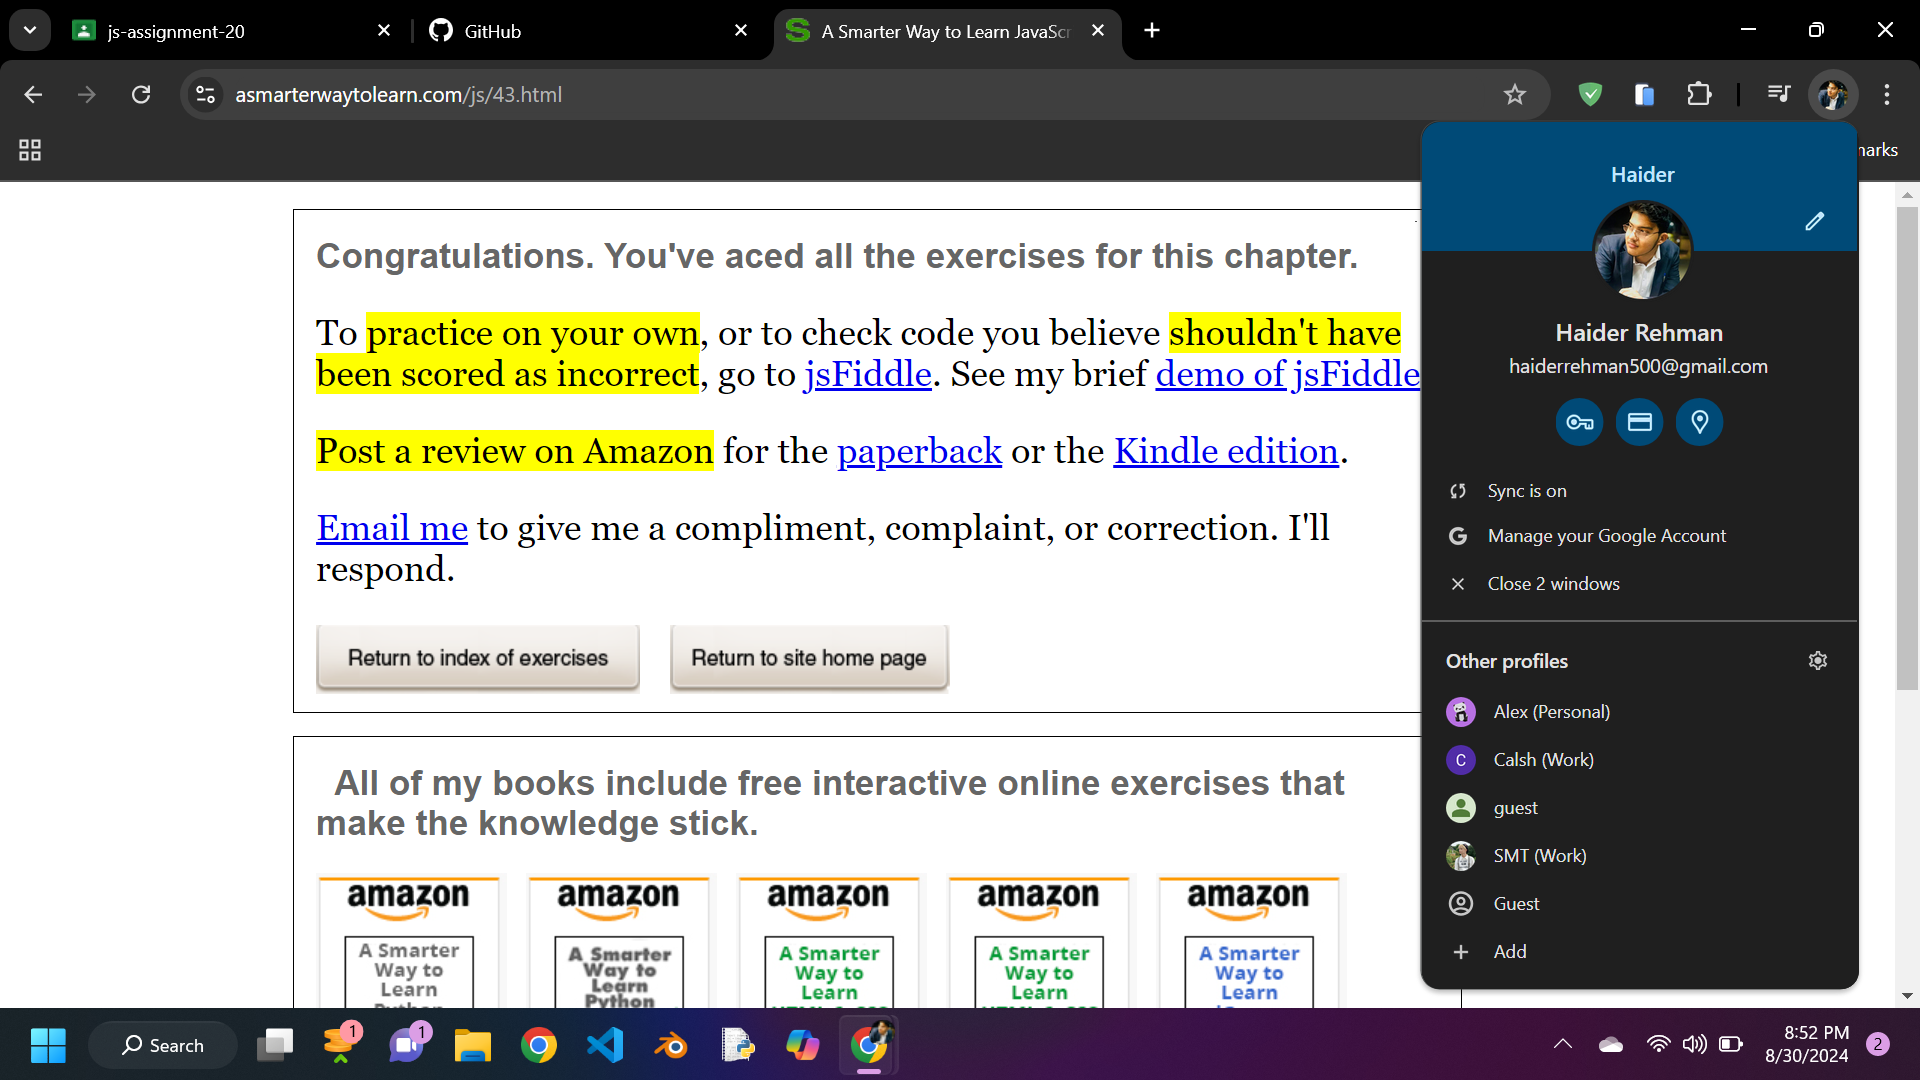 js-assignment-20
GitHub
A Smarter Way to Learn JavaScr
asmarterwaytolearn.com/js/43.html
Haider
Haider Rehman
haiderrehman500@gmail.com
Sync is on
Manage your Google Account
Close 2 windows
Other profiles
Alex (Personal)
C
Calsh (Work)
guest
SMT (Work)
Guest
Add
Congratulations. You've aced all the exercises for this chapter.
To practice on your own, or to check code you believe shouldn't have
been scored as incorrect, go to jsFiddle. See my brief demo of jsFiddle
Post a review on Amazon for the paperback or the Kindle edition.
Email me to give me a compliment, complaint, or correction. I'll
respond.
Return to index of exercises
Return to site home page
All of my books include free interactive online exercises that
make the knowledge stick.
amazon
A Smarter
Way to
Learn
Python
amazon
A Smarter
Way to
Learn
Python
amazon
A Smarter
Way to
Learn
amazon
A Smarter
Way to
Learn
amazon
A Smarter
Way to
Learn
Search
1
1
8:52 PM
8/30/2024
2